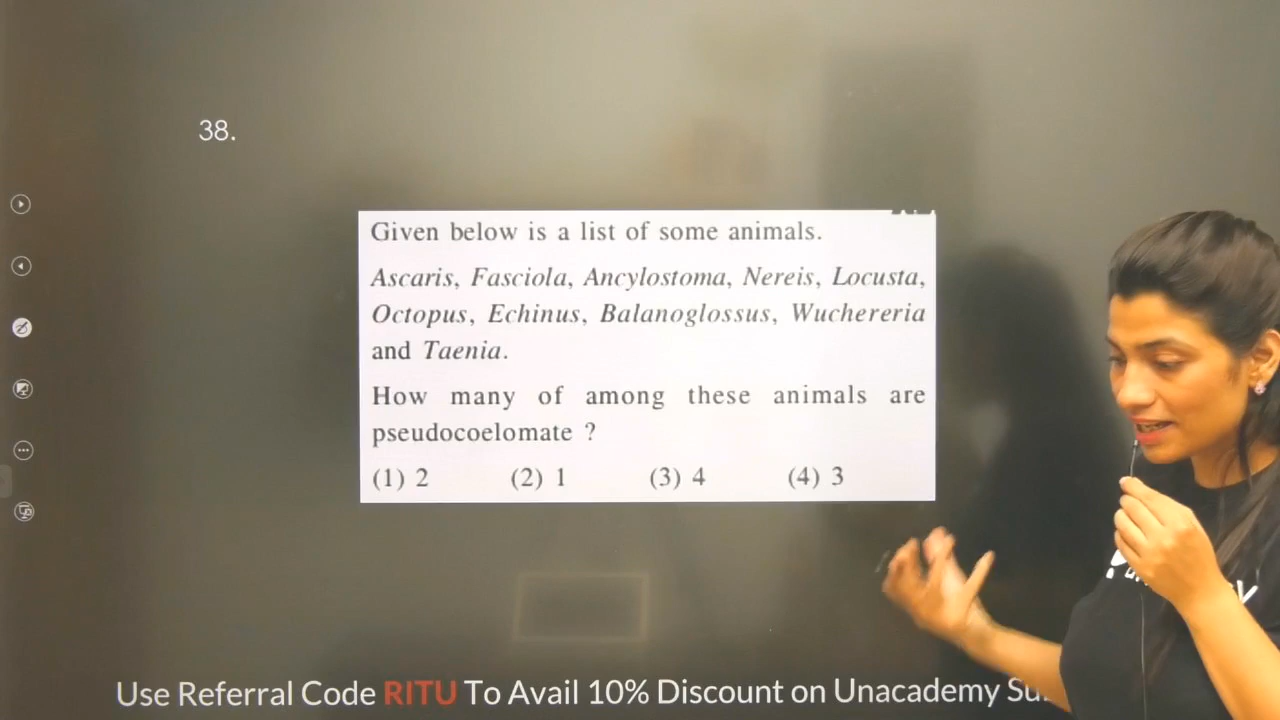 38.
Given below is a list of some animals.
Ascaris, Fasciola, Ancylostoma, Nereis, Locusta,
Octopus, Echinus, Balanoglossus, Wuchereria
and Taenia.
How many of among these animals are
pseudocoelomate ?
(1) 2 (2) 1 (3) 4 (4) 3
Use Referral Code RITU To Avail 10% Discount on Unacademy